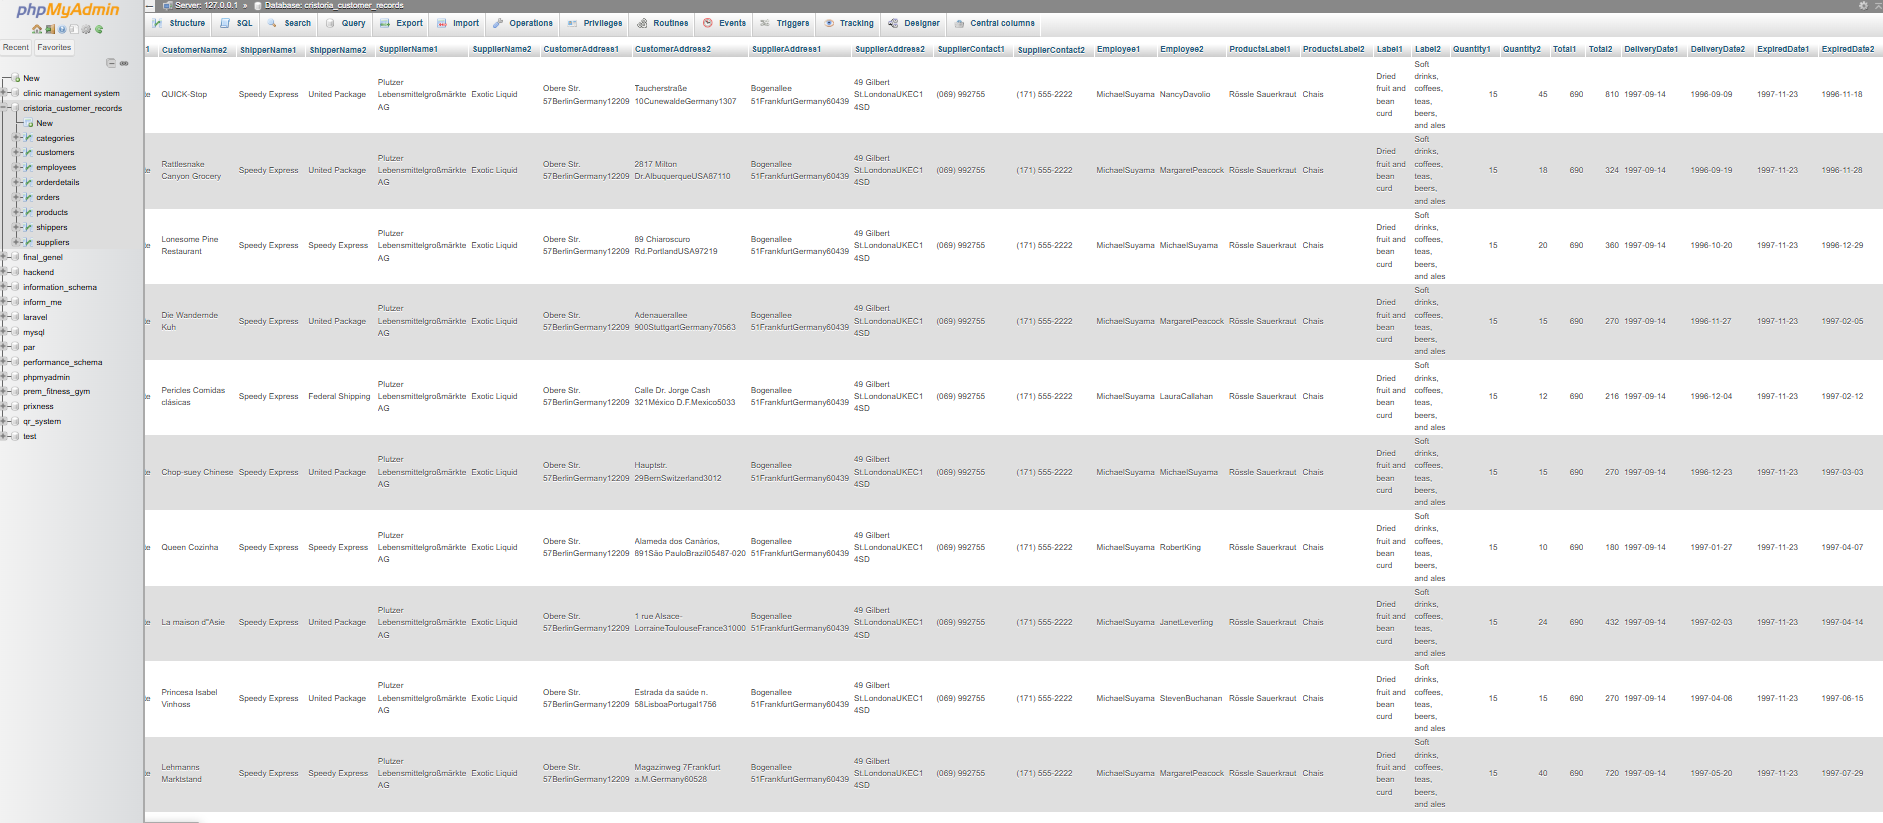 phpMyAdmin
Recent Favorites
New
clinic management system
cristoria_customer_records
New
categories
customers
employees
orderdetails
orders
products
shippers
suppliers
final_genel
hackend
information_schema
inform_me
laravel
mysql
par
performance_schema
phpmyadmin
prem_fitness_gym
prixness
qr_system
test
Server: 127.0.0.1 » Database: cristoria_customer_records
Structure SQL Search Query Export Import Operations Privileges Routines Events Triggers Tracking Designer Central columns
1 CustomerName2 ShipperName1 ShipperName2 SupplierName1 SupplierName2 CustomerAddress1 CustomerAddress2 SupplierAddress1 SupplierAddress2 SupplierContact1 SupplierContact2 Employee1 Employee2 ProductsLabel1 ProductsLabel2 Label1 Label2 Quantity1 Quantity2 Total1 Total2 DeliveryDate1 DeliveryDate2 ExpiredDate1 ExpiredDate2
te QUICK-Stop Speedy Express United Package Plutzer Lebensmittelgroßmärkte AG Exotic Liquid Obere Str. 57BerlinGermany12209 Taucherstraße 10CunewaldeGermany1307 Bogenallee 51FrankfurtGermany60439 49 Gilbert St.LondonaUKEC1 4SD (069) 992755 (171) 555-2222 MichaelSuyama NancyDavolio Rössle Sauerkraut Chais Dried fruit and bean curd Soft drinks, coffees, teas, beers, and ales 15 45 690 810 1997-09-14 1996-09-09 1997-11-23 1996-11-18
te Rattlesnake Canyon Grocery Speedy Express United Package Plutzer Lebensmittelgroßmärkte AG Exotic Liquid Obere Str. 57BerlinGermany12209 2817 Milton Dr.AlbuquerqueUSA87110 Bogenallee 51FrankfurtGermany60439 49 Gilbert St.LondonaUKEC1 4SD (069) 992755 (171) 555-2222 MichaelSuyama MargaretPeacock Rössle Sauerkraut Chais Dried fruit and bean curd Soft drinks, coffees, teas, beers, and ales 15 18 690 324 1997-09-14 1996-09-19 1997-11-23 1996-11-28
te Lonesome Pine Restaurant Speedy Express Speedy Express Plutzer Lebensmittelgroßmärkte AG Exotic Liquid Obere Str. 57BerlinGermany12209 89 Chiaroscuro Rd.PortlandUSA97219 Bogenallee 51FrankfurtGermany60439 49 Gilbert St.LondonaUKEC1 4SD (069) 992755 (171) 555-2222 MichaelSuyama MichaelSuyama Rössle Sauerkraut Chais Dried fruit and bean curd Soft drinks, coffees, teas, beers, and ales 15 20 690 360 1997-09-14 1996-10-20 1997-11-23 1996-12-29
te Die Wandernde Kuh Speedy Express United Package Plutzer Lebensmittelgroßmärkte AG Exotic Liquid Obere Str. 57BerlinGermany12209 Adenauerallee 900StuttgartGermany70563 Bogenallee 51FrankfurtGermany60439 49 Gilbert St.LondonaUKEC1 4SD (069) 992755 (171) 555-2222 MichaelSuyama MargaretPeacock Rössle Sauerkraut Chais Dried fruit and bean curd Soft drinks, coffees, teas, beers, and ales 15 15 690 270 1997-09-14 1996-11-27 1997-11-23 1997-02-05
te Pericles Comidas clásicas Speedy Express Federal Shipping Plutzer Lebensmittelgroßmärkte AG Exotic Liquid Obere Str. 57BerlinGermany12209 Calle Dr. Jorge Cash 321México D.F.Mexico5033 Bogenallee 51FrankfurtGermany60439 49 Gilbert St.LondonaUKEC1 4SD (069) 992755 (171) 555-2222 MichaelSuyama LauraCallahan Rössle Sauerkraut Chais Dried fruit and bean curd Soft drinks, coffees, teas, beers, and ales 15 12 690 216 1997-09-14 1996-12-04 1997-11-23 1997-02-12
te Chop-suey Chinese Speedy Express United Package Plutzer Lebensmittelgroßmärkte AG Exotic Liquid Obere Str. 57BerlinGermany12209 Hauptstr. 29BernSwitzerland3012 Bogenallee 51FrankfurtGermany60439 49 Gilbert St.LondonaUKEC1 4SD (069) 992755 (171) 555-2222 MichaelSuyama MichaelSuyama Rössle Sauerkraut Chais Dried fruit and bean curd Soft drinks, coffees, teas, beers, and ales 15 15 690 270 1997-09-14 1996-12-23 1997-11-23 1997-03-03
te Queen Cozinha Speedy Express Speedy Express Plutzer Lebensmittelgroßmärkte AG Exotic Liquid Obere Str. 57BerlinGermany12209 Alameda dos Canàrios, 891São PauloBrazil05487-020 Bogenallee 51FrankfurtGermany60439 49 Gilbert St.LondonaUKEC1 4SD (069) 992755 (171) 555-2222 MichaelSuyama RobertKing Rössle Sauerkraut Chais Dried fruit and bean curd Soft drinks, coffees, teas, beers, and ales 15 10 690 180 1997-09-14 1997-01-27 1997-11-23 1997-04-07
te La maison d"Asie Speedy Express United Package Plutzer Lebensmittelgroßmärkte AG Exotic Liquid Obere Str. 57BerlinGermany12209 1 rue Alsace-LorraineToulouseFrance31000 Bogenallee 51FrankfurtGermany60439 49 Gilbert St.LondonaUKEC1 4SD (069) 992755 (171) 555-2222 MichaelSuyama JanetLeverling Rössle Sauerkraut Chais Dried fruit and bean curd Soft drinks, coffees, teas, beers, and ales 15 24 690 432 1997-09-14 1997-02-03 1997-11-23 1997-04-14
te Princesa Isabel Vinhoss Speedy Express United Package Plutzer Lebensmittelgroßmärkte AG Exotic Liquid Obere Str. 57BerlinGermany12209 Estrada da saúde n. 58LisboaPortugal1756 Bogenallee 51FrankfurtGermany60439 49 Gilbert St.LondonaUKEC1 4SD (069) 992755 (171) 555-2222 MichaelSuyama StevenBuchanan Rössle Sauerkraut Chais Dried fruit and bean curd Soft drinks, coffees, teas, beers, and ales 15 15 690 270 1997-09-14 1997-04-06 1997-11-23 1997-06-15
te Lehmanns Marktstand Speedy Express Speedy Express Plutzer Lebensmittelgroßmärkte AG Exotic Liquid Obere Str. 57BerlinGermany12209 Magazinweg 7Frankfurt a.M.Germany60528 Bogenallee 51FrankfurtGermany60439 49 Gilbert St.LondonaUKEC1 4SD (069) 992755 (171) 555-2222 MichaelSuyama MargaretPeacock Rössle Sauerkraut Chais Dried fruit and bean curd Soft drinks, coffees, teas, beers, and ales 15 40 690 720 1997-09-14 1997-05-20 1997-11-23 1997-07-29